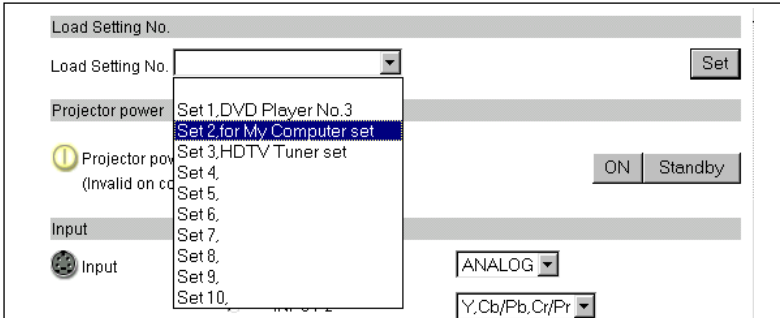 Load Setting No.
Load Setting No.
Set
Set 1,DVD Player No.3
Projector power
Set 2,for My Computer set
Set 3,HDTV Tuner set
Projector pow
ON
Standby
Set 4,
(Invalid on co
Set 5,
Set 6,
Input
Set 7,
Set 8,
Input
ANALOG
Set 9,
Set 10,
Y,Cb/Pb,Cr/Pr